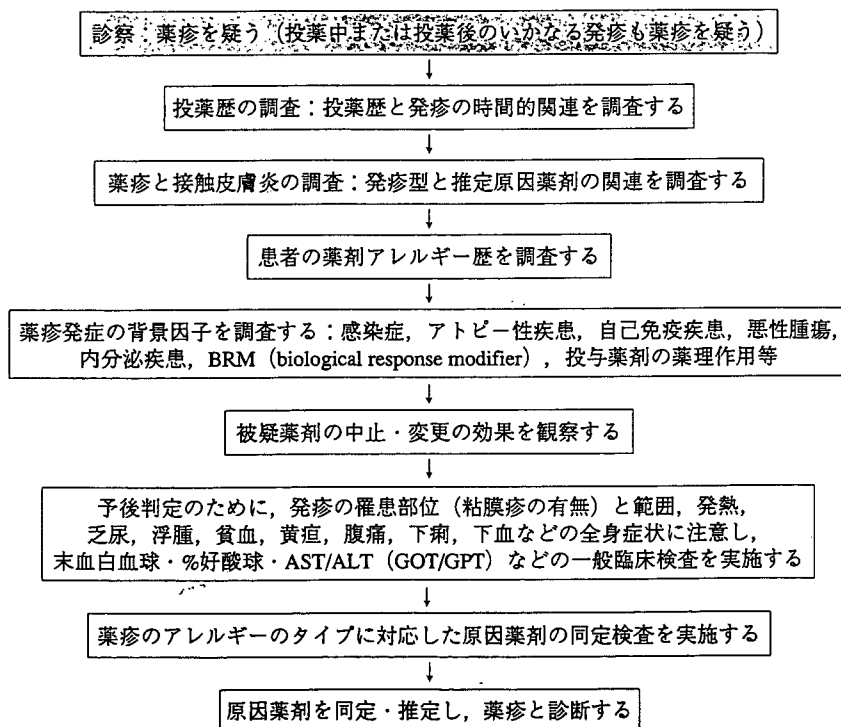 診察：薬疹を疑う（投薬中または投薬後のいかなる発疹も薬疹を疑う）
投薬歴の調査：投薬歴と発疹の時間的関連を調査する
薬疹と接触皮膚炎の調査：発疹型と推定原因薬剤の関連を調査する
患者の薬剤アレルギー歴を調査する
薬疹発症の背景因子を調査する：感染症，アトピー性疾患，自己免疫疾患，悪性腫瘍，
内分泌疾患，BRM（biological response modifier），投与薬剤の薬理作用等
被疑薬剤の中止・変更の効果を観察する
予後判定のために，発疹の罹患部位（粘膜疹の有無）と範囲，発熱，
乏尿，浮腫，貧血，黄疸，腹痛，下痢，下血などの全身症状に注意し，
末血白血球・%好酸球・AST/ALT（GOT/GPT）などの一般臨床検査を実施する
薬疹のアレルギーのタイプに対応した原因薬剤の同定検査を実施する
原因薬剤を同定・推定し，薬疹と診断する